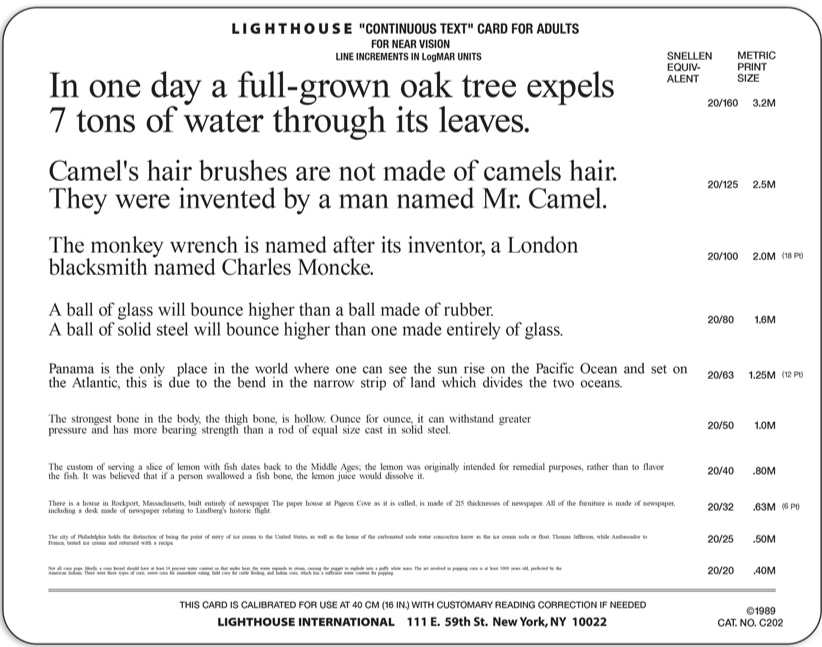 LIGHTHOUSE "CONTINUOUS TEXT" CARD FOR ADULTS
FOR NEAR VISION
LINE INCREMENTS IN LogMAR UNITS
SNELLEN EQUIV- ALENT
METRIC PRINT SIZE
In one day a full-grown oak tree expels
7 tons of water through its leaves.
20/160 3.2M
Camel's hair brushes are not made of camels hair.
They were invented by a man named Mr. Camel.
20/125 2.5M
The monkey wrench is named after its inventor, a London
blacksmith named Charles Moncke.
20/100 2.0M (18 Pt)
A ball of glass will bounce higher than a ball made of rubber.
A ball of solid steel will bounce higher than one made entirely of glass.
20/80 1.6M
Panama is the only place in the world where one can see the sun rise on the Pacific Ocean and set on
the Atlantic, this is due to the bend in the narrow strip of land which divides the two oceans.
20/63 1.25M (12 Pt)
The strongest bone in the body, the thigh bone, is hollow. Ounce for ounce, it can withstand greater
pressure and has more bearing strength than a rod of equal size cast in solid steel.
20/50 1.0M
The custom of serving a slice of lemon with fish dates back to the Middle Ages; the lemon was originally intended for remedial purposes, rather than to flavor
the fish. It was believed that if a person swallowed a fish bone, the lemon juice would dissolve it.
20/40 .80M
There is a house in Rockport, Massachusetts, built entirely of newspaper. The paper house at Pigeon Cove as it is called, is made of 215 thicknesses of newspaper. All of the furniture is made of newspaper,
including a desk made of newspaper relating to Lindberg's historic flight.
20/32 .63M (6 Pt)
The city of Philadelphia holds the distinction of being the point of entry of ice cream to the United States, as well as the home of the carbonated soda water concoction know as the ice cream soda or float. Thomas Jefferson, while Ambassador to
France, tasted ice cream and returned with a recipe.
20/25 .50M
Not all corn pops. Ideally, a corn kernel should have at least 14 percent water content so that under heat, the water expands to steam, causing the nugget to explode into a puffy white mass. The art involved in popping corn is at least 5000 years old, perfected by the
American Indians. There were three types of corn, sweet corn for immediate eating, field corn for cattle feeding, and Indian corn, which has a sufficient water content for popping
20/20 .40M
THIS CARD IS CALIBRATED FOR USE AT 40 CM (16 IN.) WITH CUSTOMARY READING CORRECTION IF NEEDED
LIGHTHOUSE INTERNATIONAL 111 E. 59th St. New York, NY 10022
©1989
CAT. NO. C202